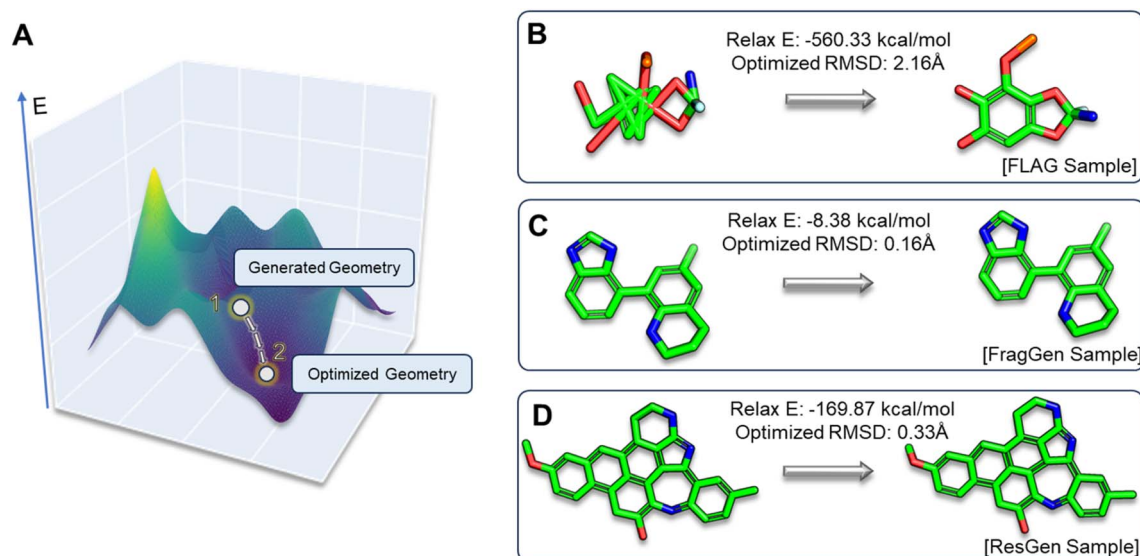 A
E
Generated Geometry
1
2
Optimized Geometry
B
Relax E: -560.33 kcal/mol
Optimized RMSD: 2.16Å
[FLAG Sample]
C
Relax E: -8.38 kcal/mol
Optimized RMSD: 0.16Å
[FragGen Sample]
D
Relax E: -169.87 kcal/mol
Optimized RMSD: 0.33Å
[ResGen Sample]